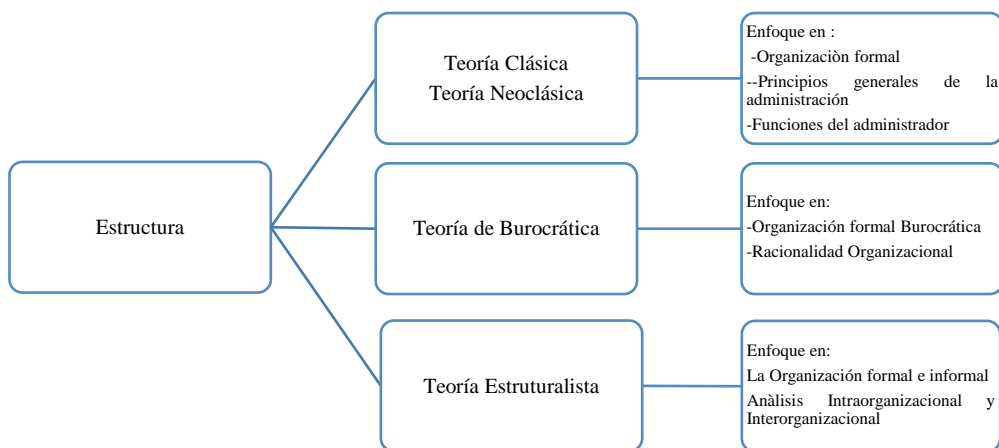 Estructura
Teoría Clásica
Teoría Neoclásica
Enfoque en :
-Organizaciòn formal
--Principios generales de la
administración
-Funciones del administrador
Teoría de Burocrática
Enfoque en:
-Organización formal Burocrática
-Racionalidad Organizacional
Teoría Estruturalista
Enfoque en:
La Organización formal e informal
Anàlisis Intraorganizacional y
Interorganizacional